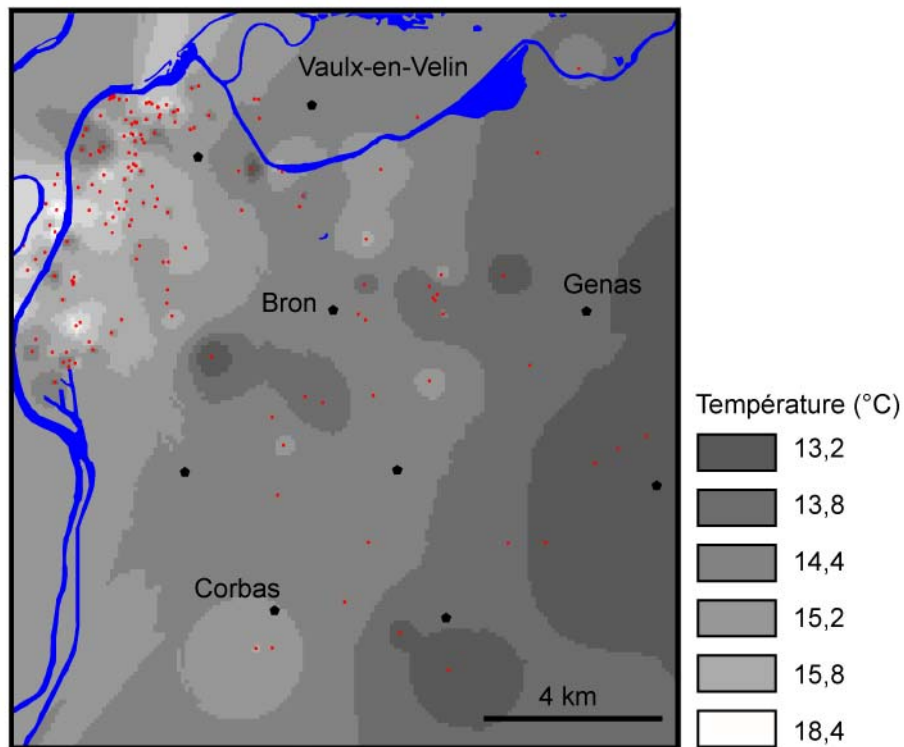 Vaulx-en-Velin
Bron
Genas
Corbas
4 km
Température (°C)
13,2
13,8
14,4
15,2
15,8
18,4